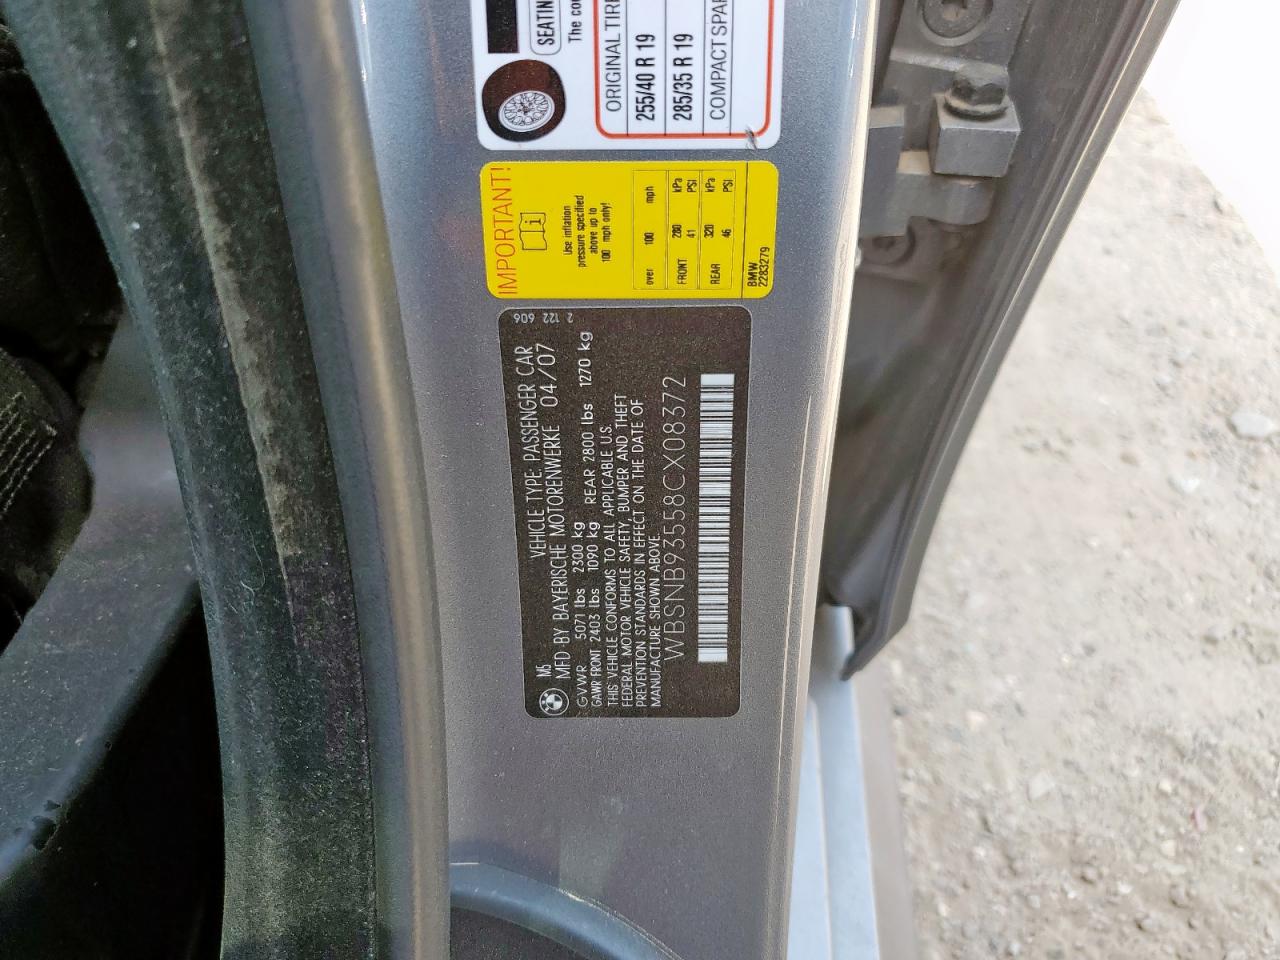 SEATIN
The co
ORIGINAL TIRE
255/40 R 19
285/35 R 19
COMPACT SPAR
IMPORTANT!
i
Use inflation
pressure specified
above up to
100 mph only!
over 100 mph
FRONT 280 kPa
41 PSI
REAR 320 kPa
46 PSI
BMW
2283279
2 122 606
M5 VEHICLE TYPE: PASSENGER CAR
MFD BY BAYERISCHE MOTORENWERKE 04/07
GVWR 5071 lbs 2300 kg
GAWR FRONT 2403 lbs 1090 kg REAR 2800 lbs 1270 kg
THIS VEHICLE CONFORMS TO ALL APPLICABLE U.S.
FEDERAL MOTOR VEHICLE SAFETY, BUMPER AND THEFT
PREVENTION STANDARDS IN EFFECT ON THE DATE OF
MANUFACTURE SHOWN ABOVE.
WBSNB93558CX08372